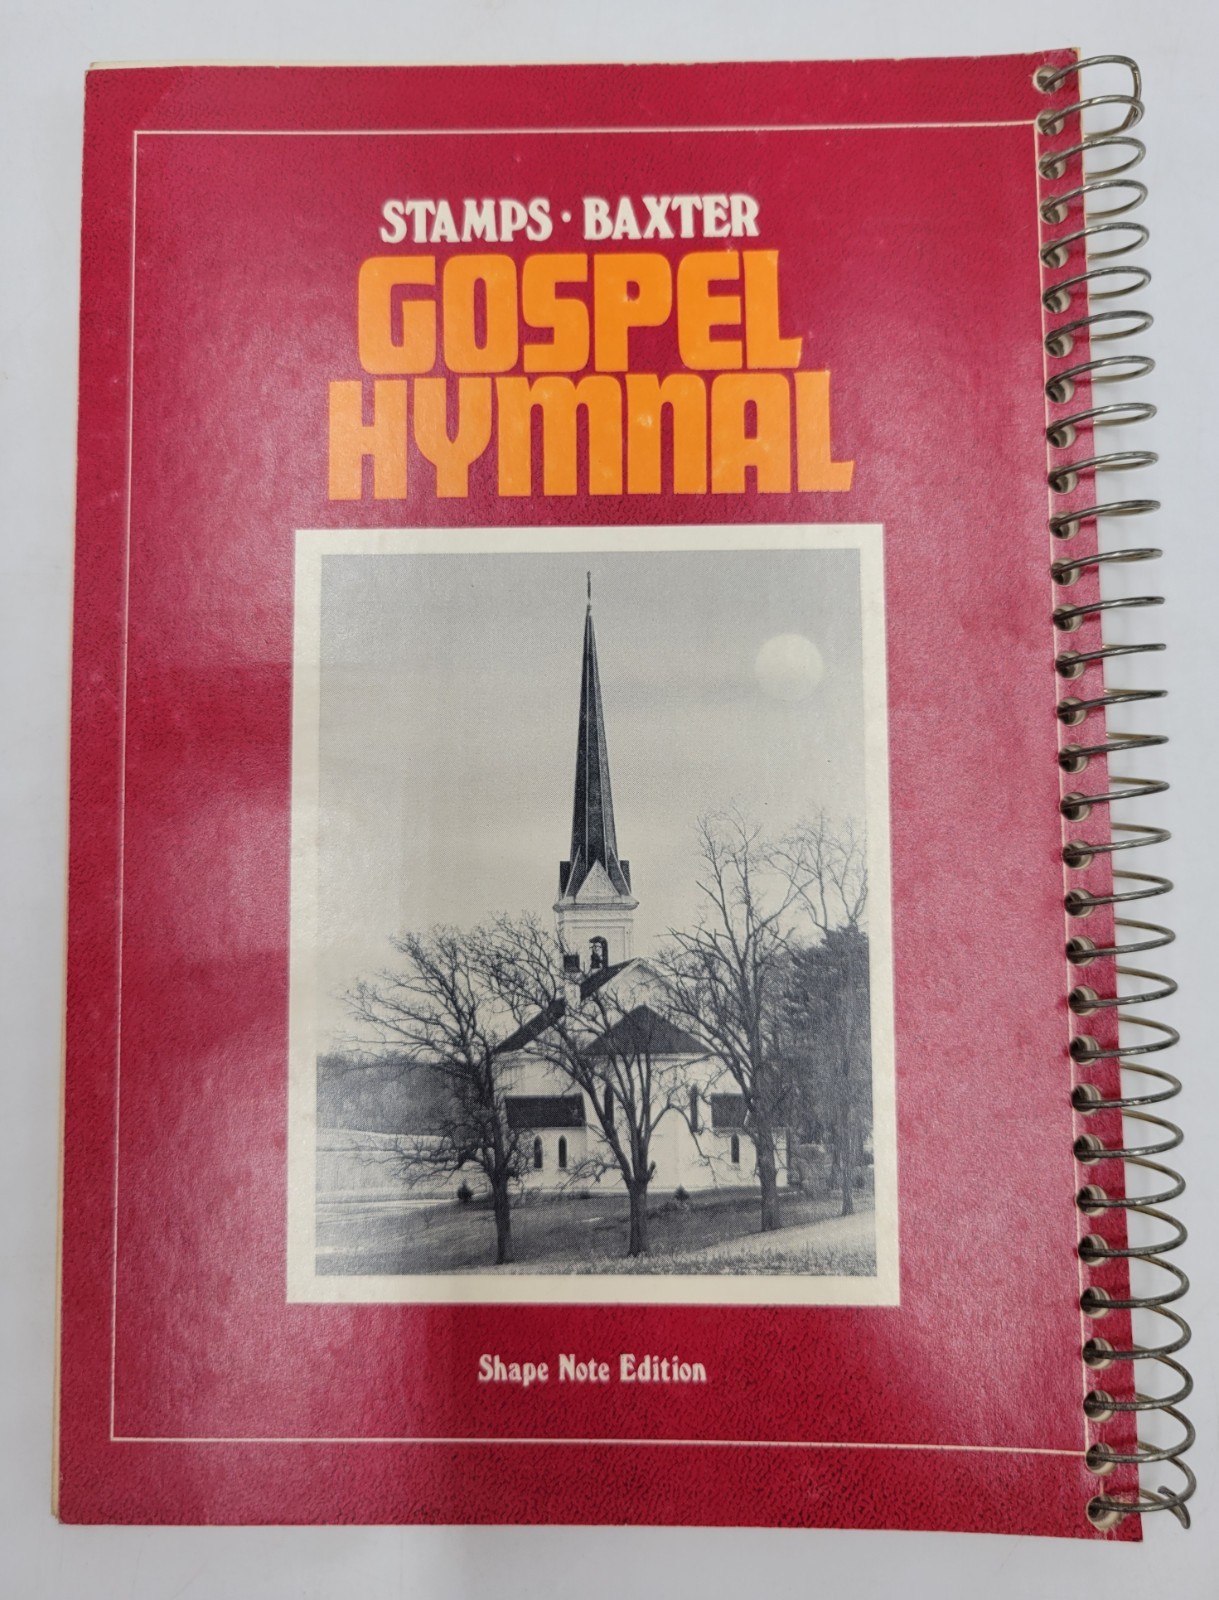 STAMPS · BAXTER
GOSPEL
HYMNAL
Shape Note Edition